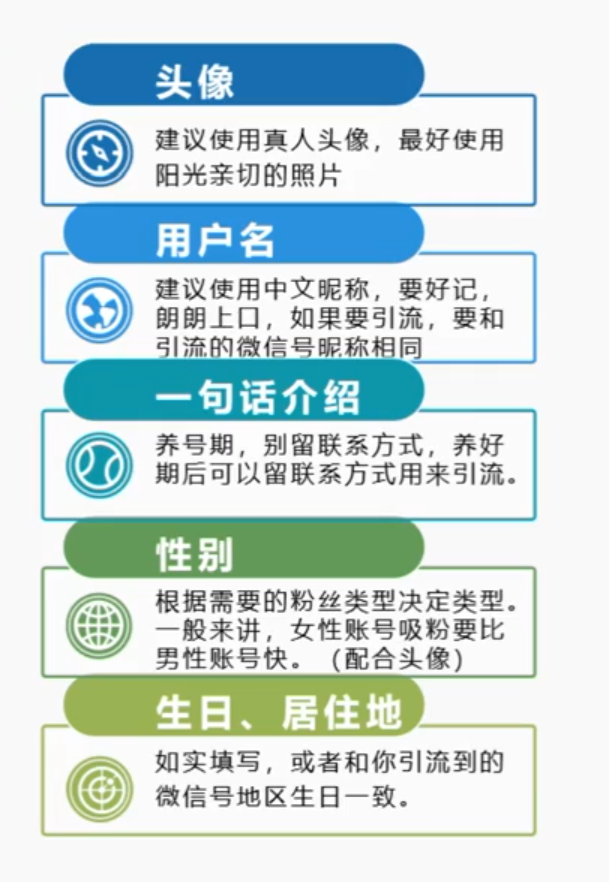 头像
建议使用真人头像，最好使用
阳光亲切的照片
用户名
建议使用中文昵称，要好记，
朗朗上口，如果要引流，要和
引流的微信号昵称相同
一句话介绍
养号期，别留联系方式，养好
期后可以留联系方式用来引流。
性别
根据需要的粉丝类型决定类型。
一般来讲，女性账号吸粉要比
男性账号快。（配合头像）
生日、居住地
如实填写，或者和你引流到的
微信号地区生日一致。